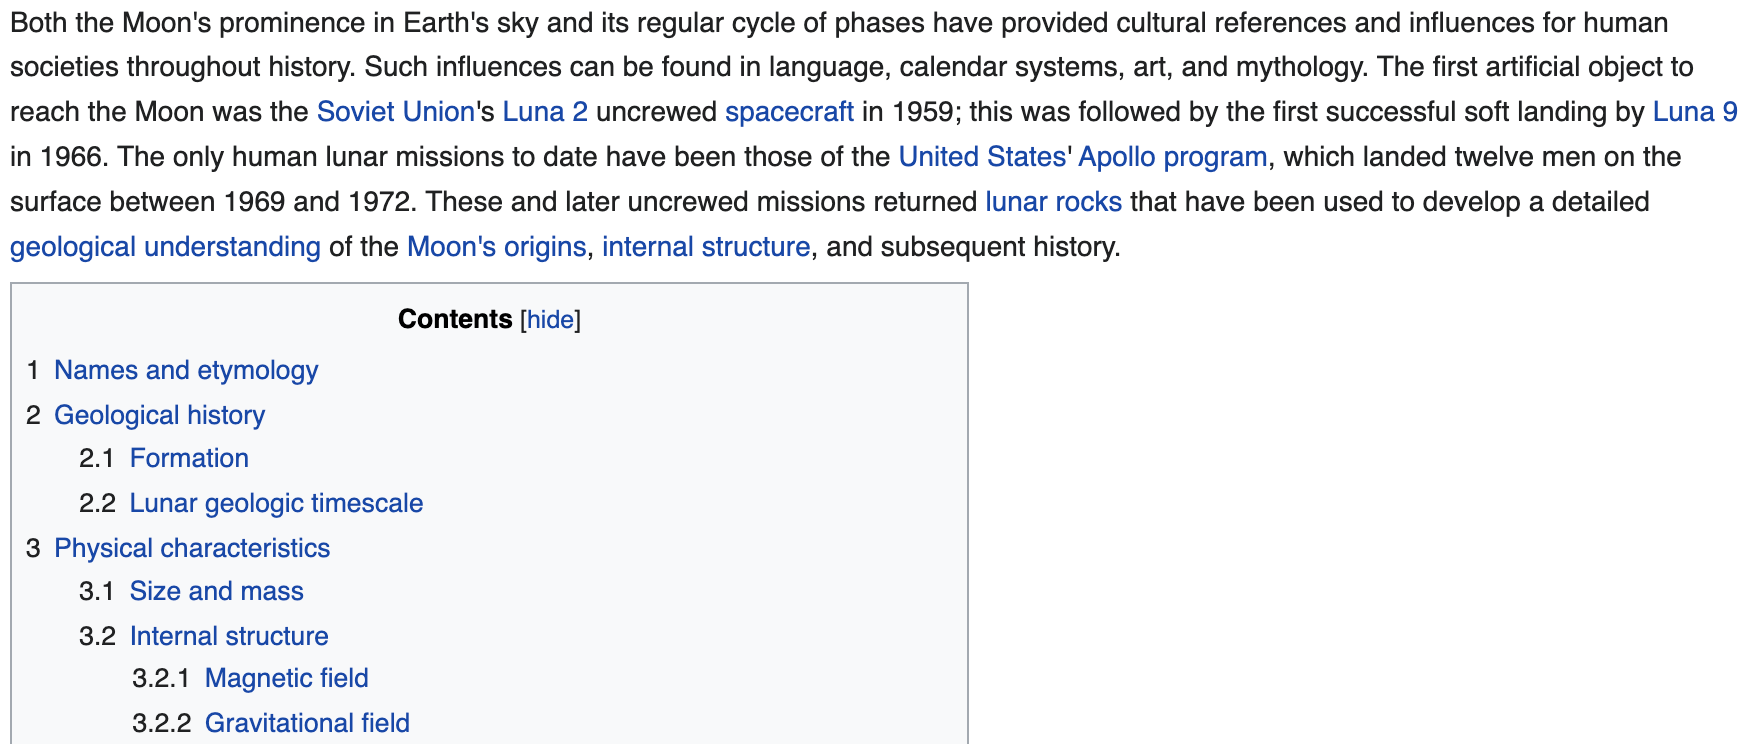 Both the Moon's prominence in Earth's sky and its regular cycle of phases have provided cultural references and influences for human
societies throughout history. Such influences can be found in language, calendar systems, art, and mythology. The first artificial object to
reach the Moon was the Soviet Union's Luna 2 uncrewed spacecraft in 1959; this was followed by the first successful soft landing by Luna 9
in 1966. The only human lunar missions to date have been those of the United States' Apollo program, which landed twelve men on the
surface between 1969 and 1972. These and later uncrewed missions returned lunar rocks that have been used to develop a detailed
geological understanding of the Moon's origins, internal structure, and subsequent history.
Contents [hide]
1 Names and etymology
2 Geological history
2.1 Formation
2.2 Lunar geologic timescale
3 Physical characteristics
3.1 Size and mass
3.2 Internal structure
3.2.1 Magnetic field
3.2.2 Gravitational field